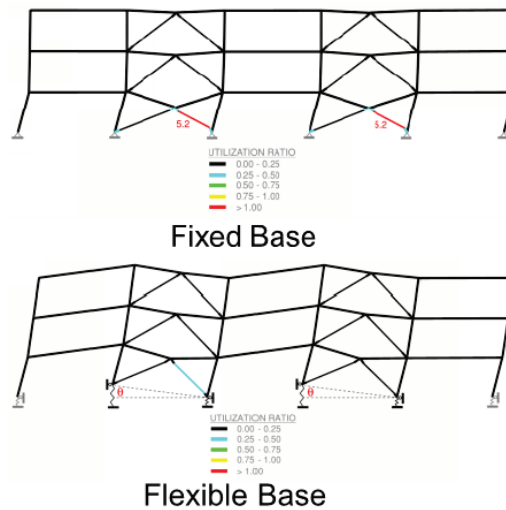 5.2
5.2
UTILIZATION RATIO
0.00 - 0.25
0.25 - 0.50
0.50 - 0.75
0.75 - 1.00
> 1.00
Fixed Base
θ
θ
UTILIZATION RATIO
0.00 - 0.25
0.25 - 0.50
0.50 - 0.75
0.75 - 1.00
> 1.00
Flexible Base